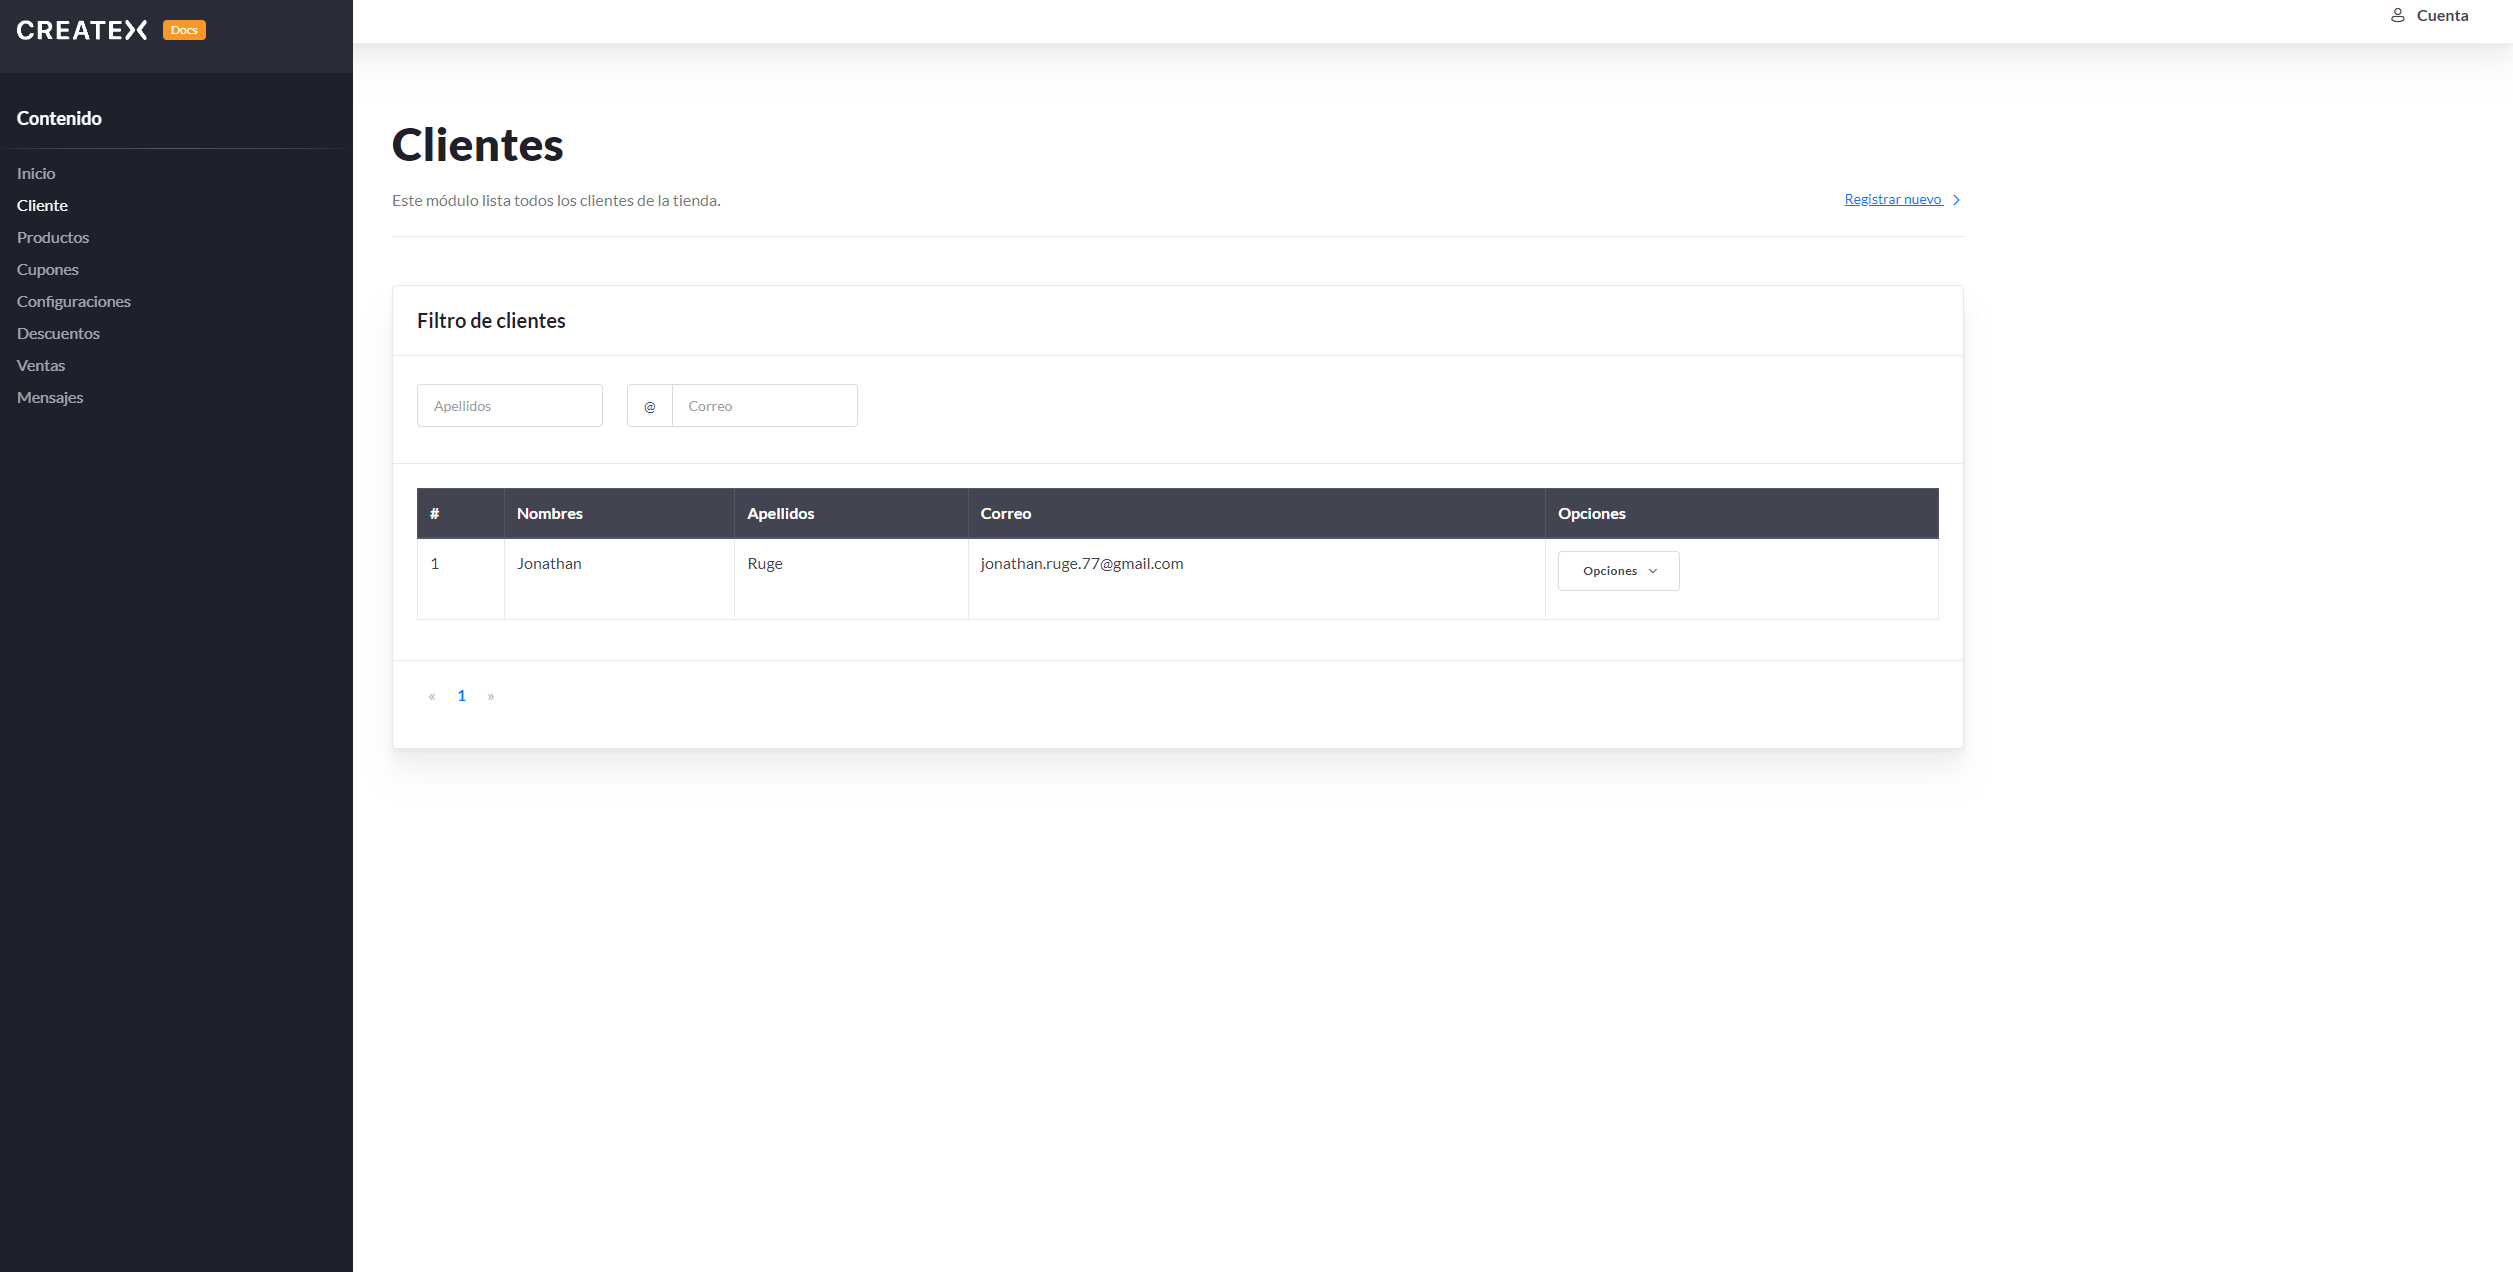 CREATEX Docs
Cuenta
Contenido
Inicio
Cliente
Productos
Cupones
Configuraciones
Descuentos
Ventas
Mensajes
Clientes
Este módulo lista todos los clientes de la tienda.
Registrar nuevo
Filtro de clientes
Apellidos @ Correo
# Nombres Apellidos Correo Opciones
1 Jonathan Ruge jonathan.ruge.77@gmail.com Opciones
« 1 »